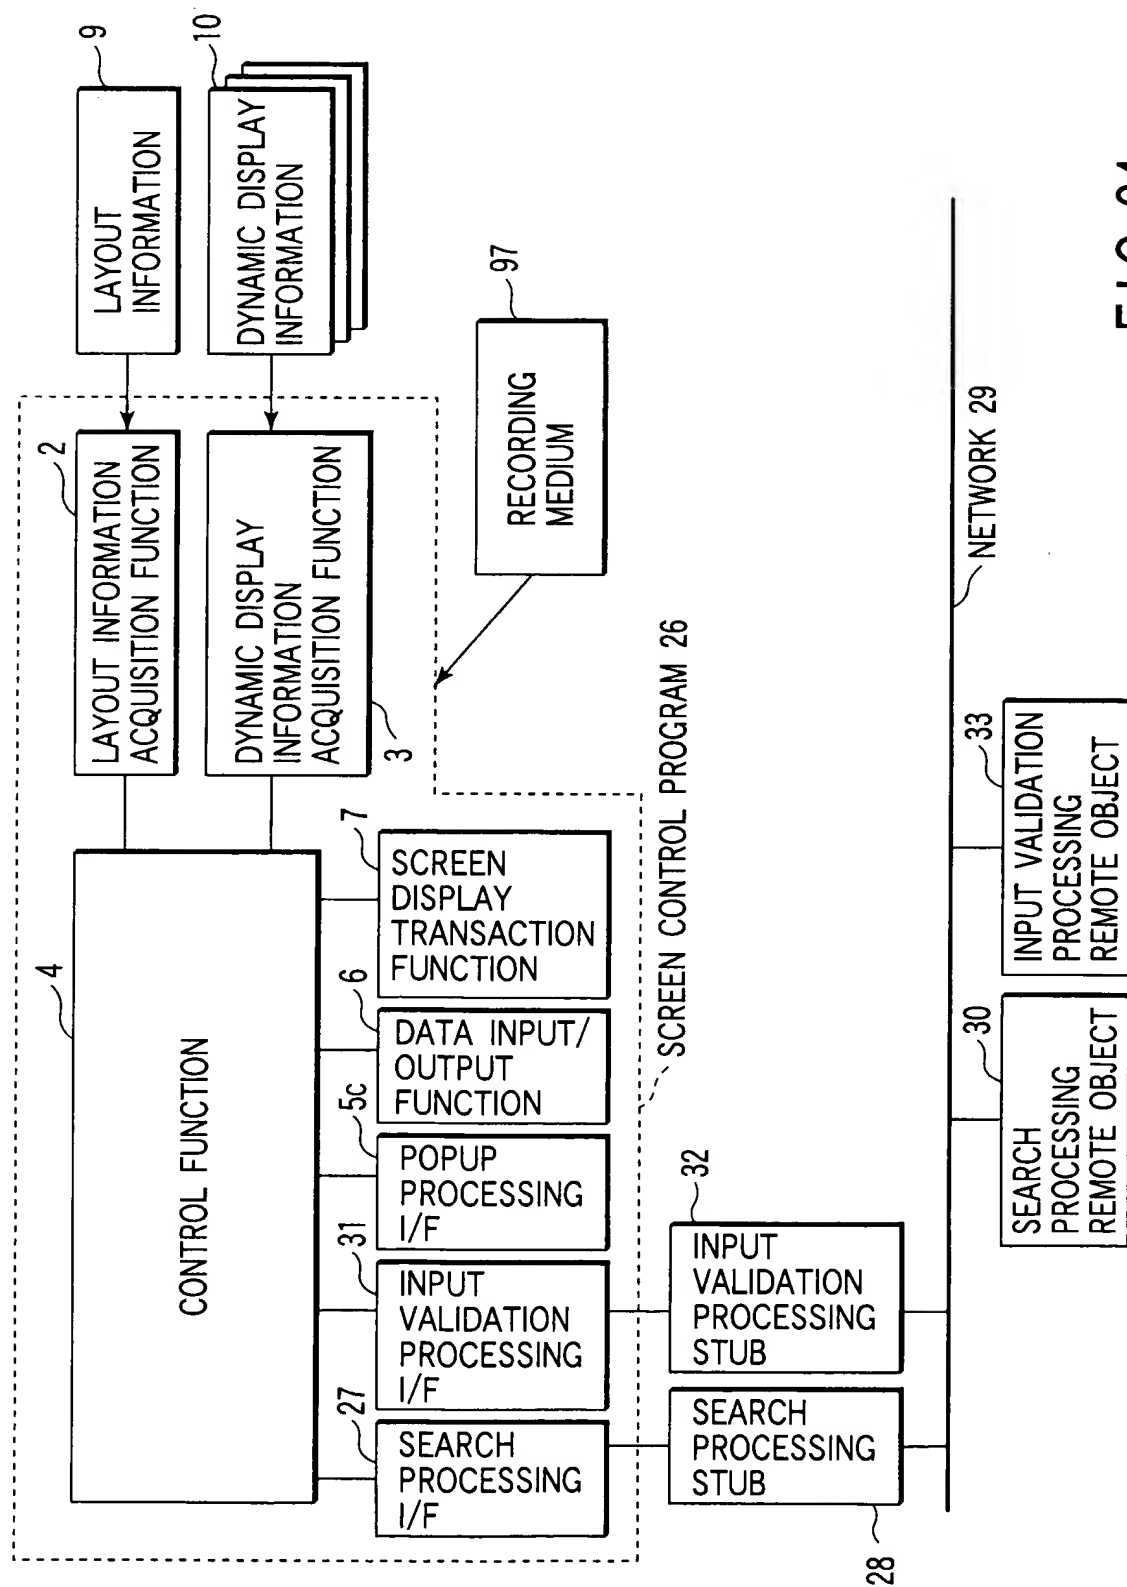 4
CONTROL FUNCTION
2
LAYOUT INFORMATION
ACQUISITION FUNCTION
9
LAYOUT
INFORMATION
DYNAMIC DISPLAY
INFORMATION
ACQUISITION FUNCTION
3
10
DYNAMIC DISPLAY
INFORMATION
27
SEARCH
PROCESSING
I/F
31
INPUT
VALIDATION
PROCESSING
I/F
5c
POPUP
PROCESSING
I/F
6
DATA INPUT/
OUTPUT
FUNCTION
7
SCREEN
DISPLAY
TRANSACTION
FUNCTION
97
RECORDING
MEDIUM
SCREEN CONTROL PROGRAM 26
28
SEARCH
PROCESSING
STUB
32
INPUT
VALIDATION
PROCESSING
STUB
NETWORK 29
30
SEARCH
PROCESSING
REMOTE OBJECT
33
INPUT VALIDATION
PROCESSING
REMOTE OBJECT